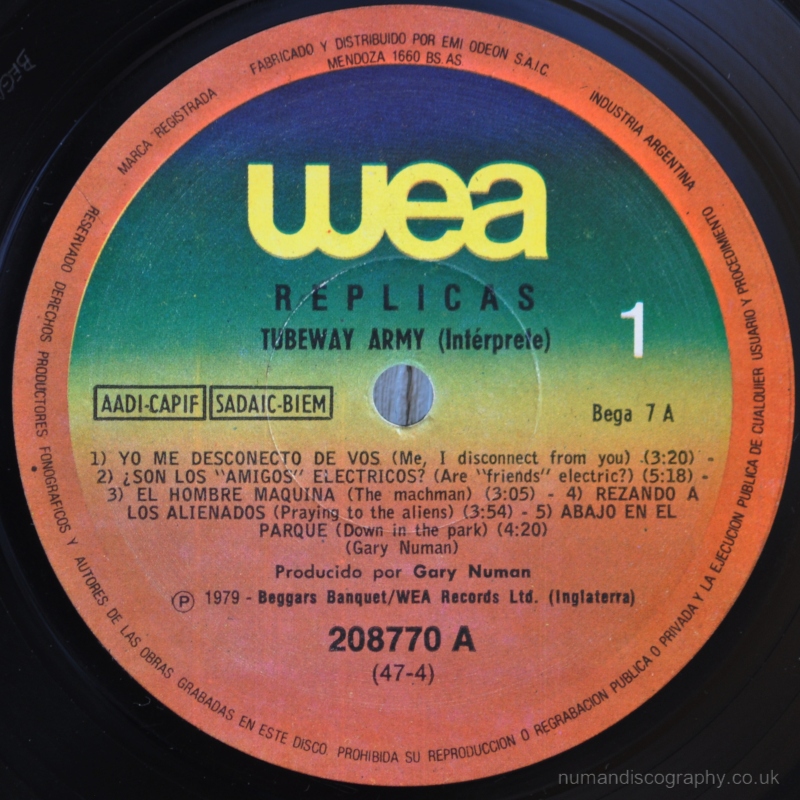 FABRICADO Y DISTRIBUIDO POR EMI ODEON S.A.I.C.
MENDOZA 1660 BS AS
INDUSTRIA ARGENTINA
MARCA REGISTRADA
wea
REPLICAS
TUBEWAY ARMY (Intérprete)
1
AADI-CAPIF SADAIC-BIEM
Bega 7 A
1) YO ME DESCONECTO DE VOS (Me, I disconnect from you) (3:20) -
2) ¿SON LOS "AMIGOS" ELECTRICOS? (Are "friends" electric?) (5:18) -
3) EL HOMBRE MAQUINA (The machman) (3:05) - 4) REZANDO A
LOS ALIENADOS (Praying to the aliens) (3:54) - 5) ABAJO EN EL
PARQUE (Down in the park) (4:20)
(Gary Numan)
Producido por Gary Numan
Ⓟ 1979 - Beggars Banquet/WEA Records Ltd. (Inglaterra)
208770 A
(47-4)
RESERVADO DERECHOS PRODUCTORES FONOGRAFICOS Y AUTORES DE LAS OBRAS GRABADAS EN ESTE DISCO. PROHIBIDA SU REPRODUCCION O REGRABACION PUBLICA O PRIVADA Y LA EJECUCION PUBLICA DE CUALQUIER USUARIO Y PROCEDIMIENTO
numandiscography.co.uk